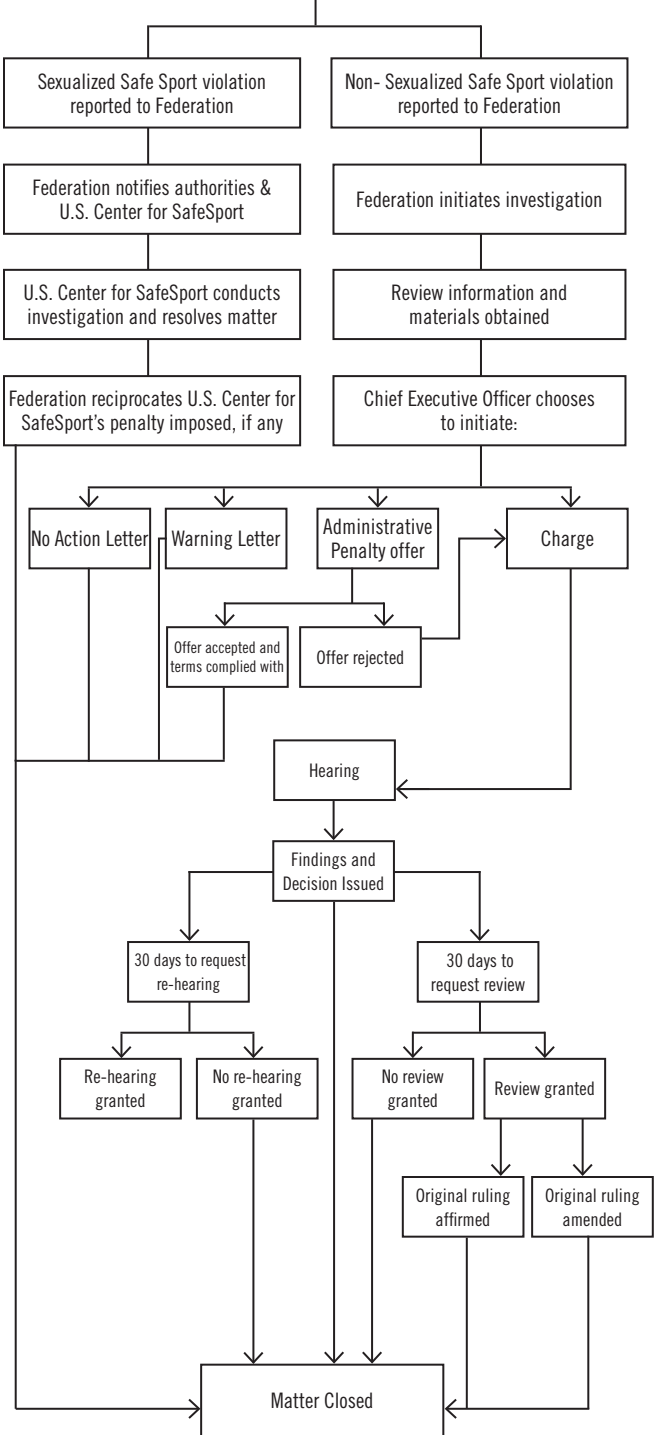 Sexualized Safe Sport violation
reported to Federation
Non- Sexualized Safe Sport violation
reported to Federation
Federation notifies authorities &
U.S. Center for SafeSport
Federation initiates investigation
U.S. Center for SafeSport conducts
investigation and resolves matter
Review information and
materials obtained
Federation reciprocates U.S. Center for
SafeSport's penalty imposed, if any
Chief Executive Officer chooses
to initiate:
No Action Letter
Warning Letter
Administrative
Penalty offer
Charge
Offer accepted and
terms complied with
Offer rejected
Hearing
Findings and
Decision Issued
30 days to request
re-hearing
30 days to
request review
Re-hearing
granted
No re-hearing
granted
No review
granted
Review granted
Original ruling
affirmed
Original ruling
amended
Matter Closed